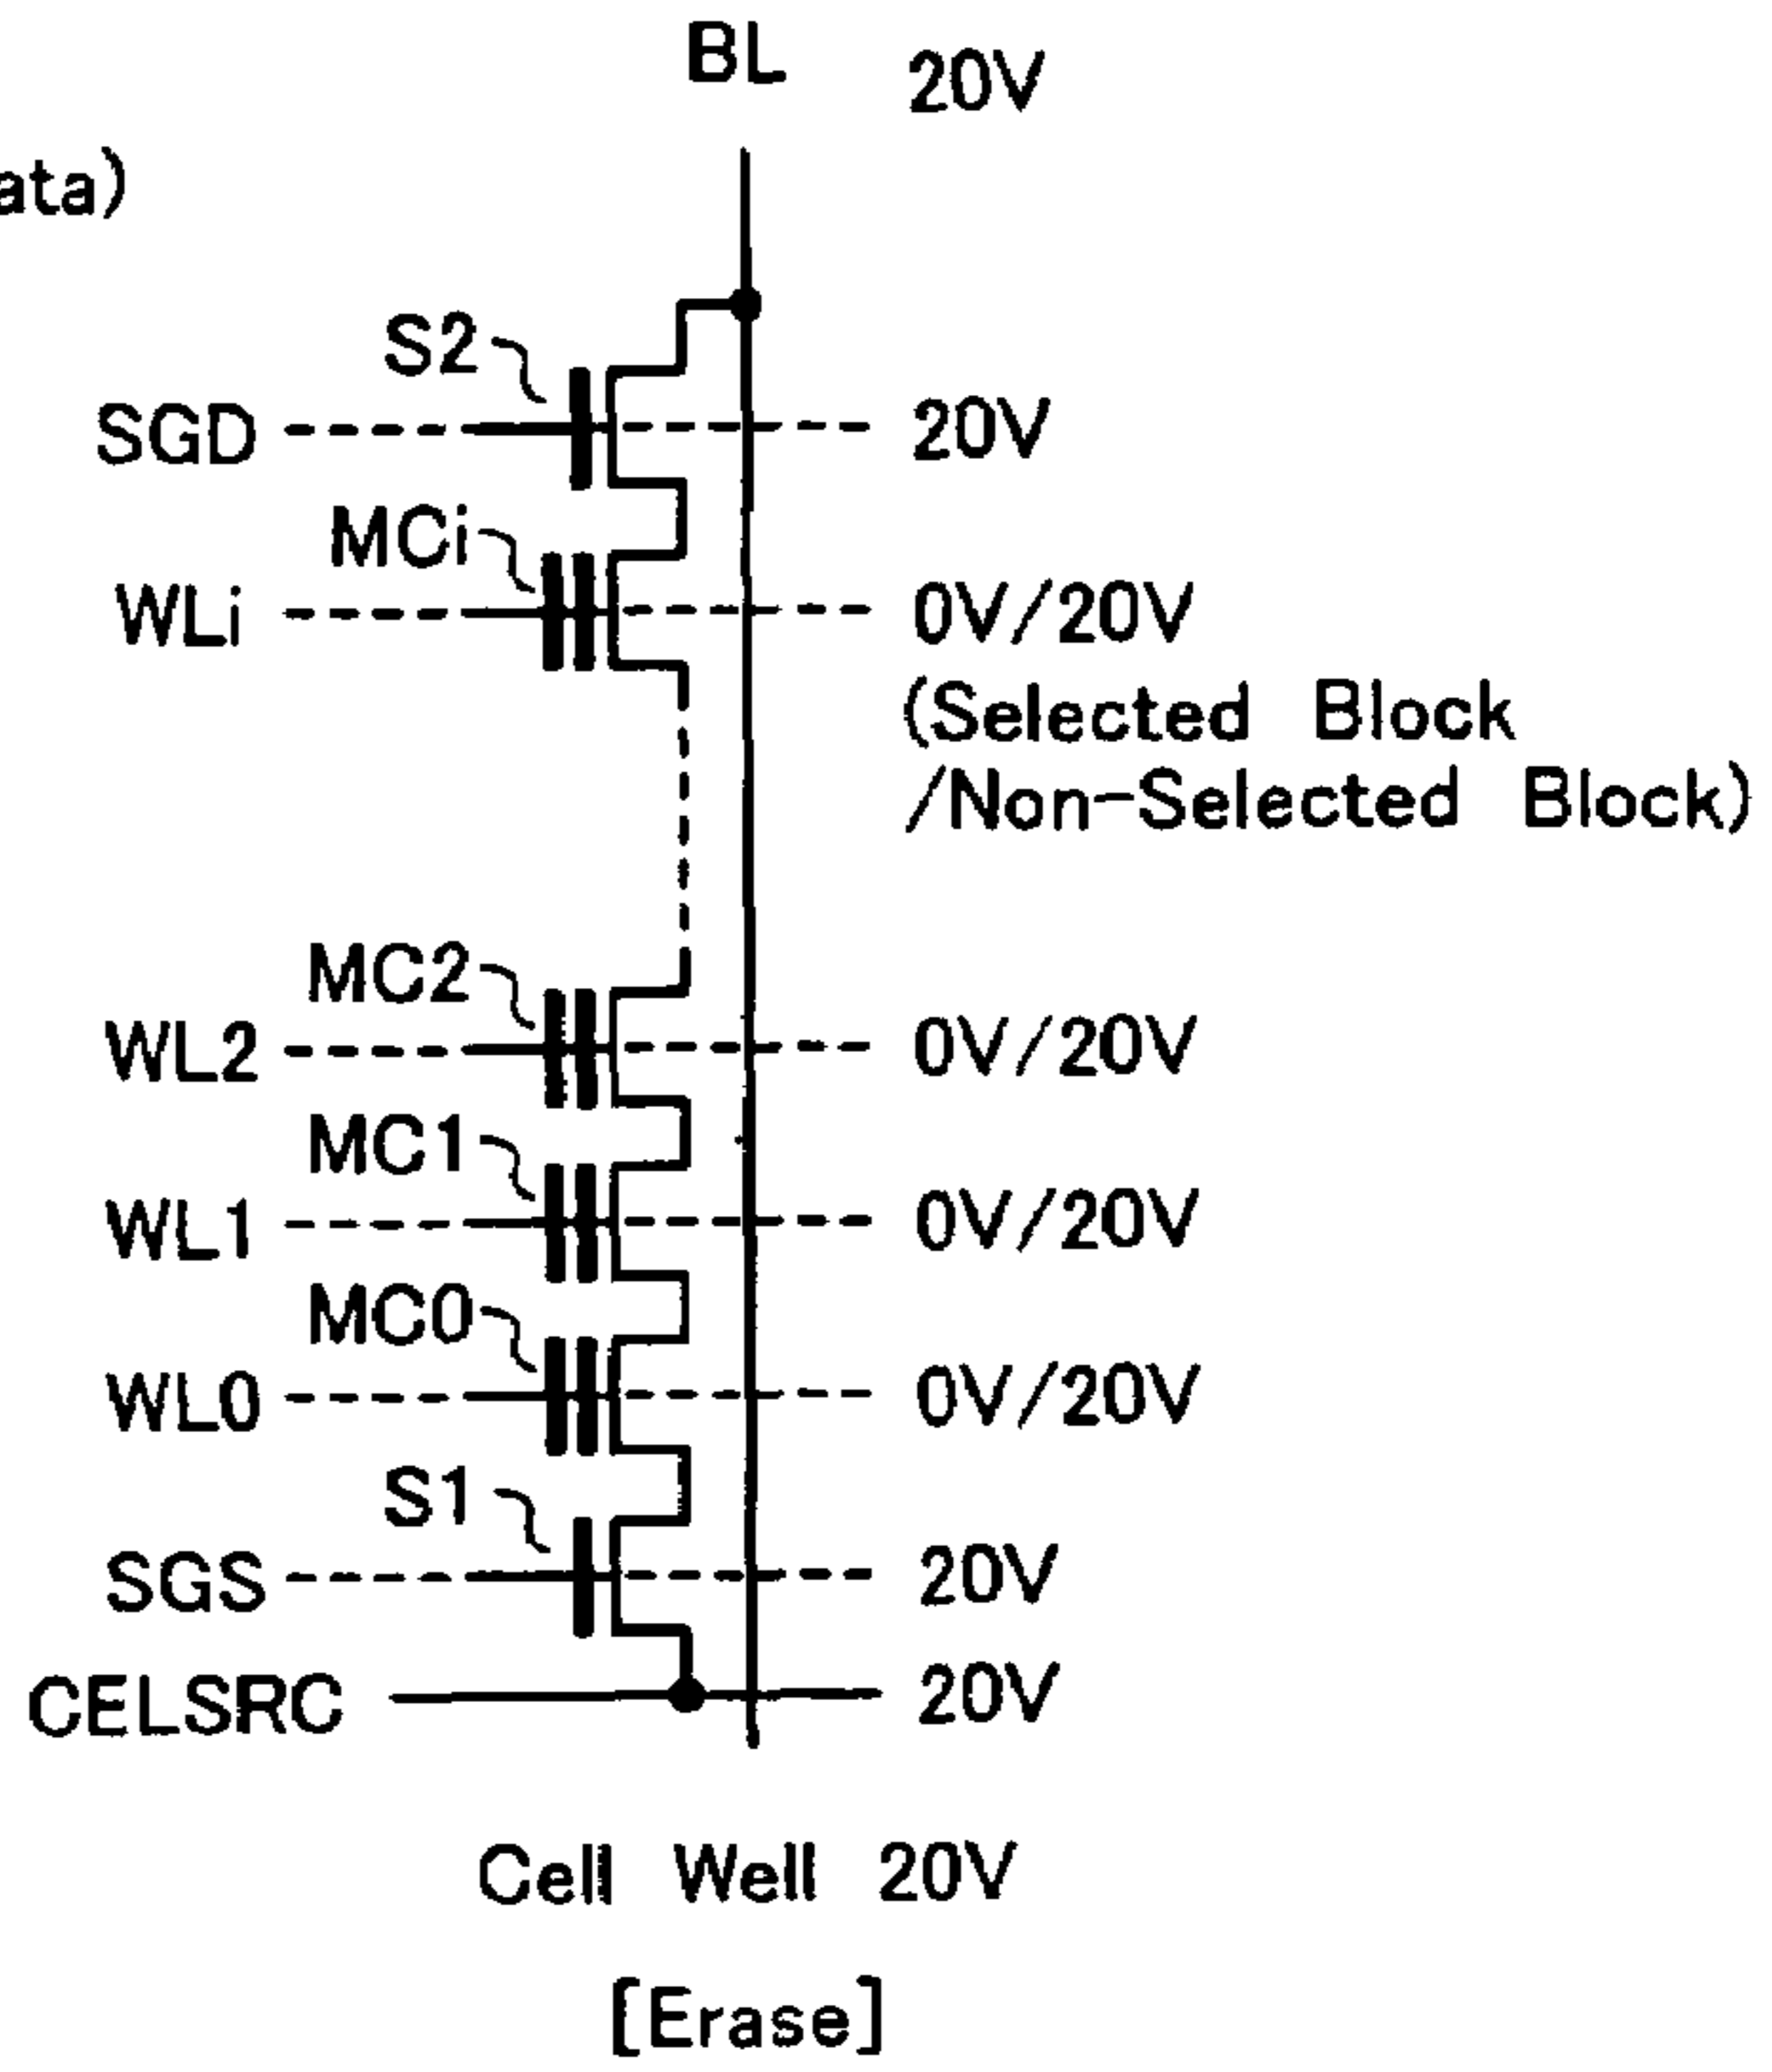 BL 20V
ata)
S2
SGD 20V
MCi
WLi 0V/20V
(Selected Block
/Non-Selected Block)
MC2
WL2 0V/20V
MC1
WL1 0V/20V
MC0
WL0 0V/20V
S1
SGS 20V
CELSRC 20V
Cell Well 20V
[Erase]